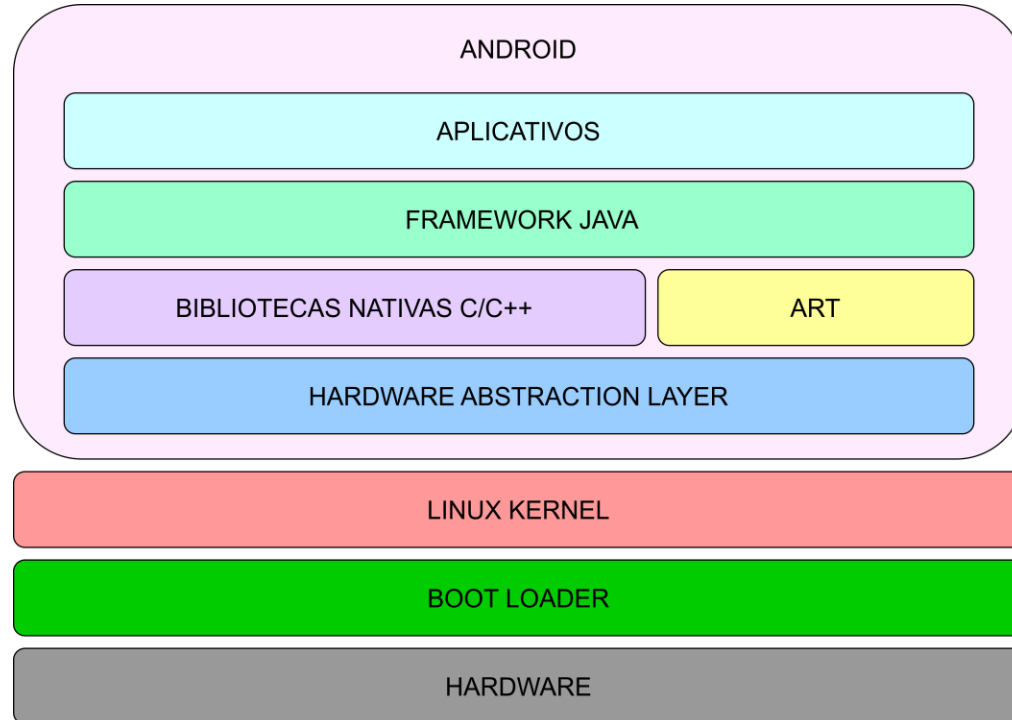 ANDROID
APLICATIVOS
FRAMEWORK JAVA
BIBLIOTECAS NATIVAS C/C++
ART
HARDWARE ABSTRACTION LAYER
LINUX KERNEL
BOOT LOADER
HARDWARE